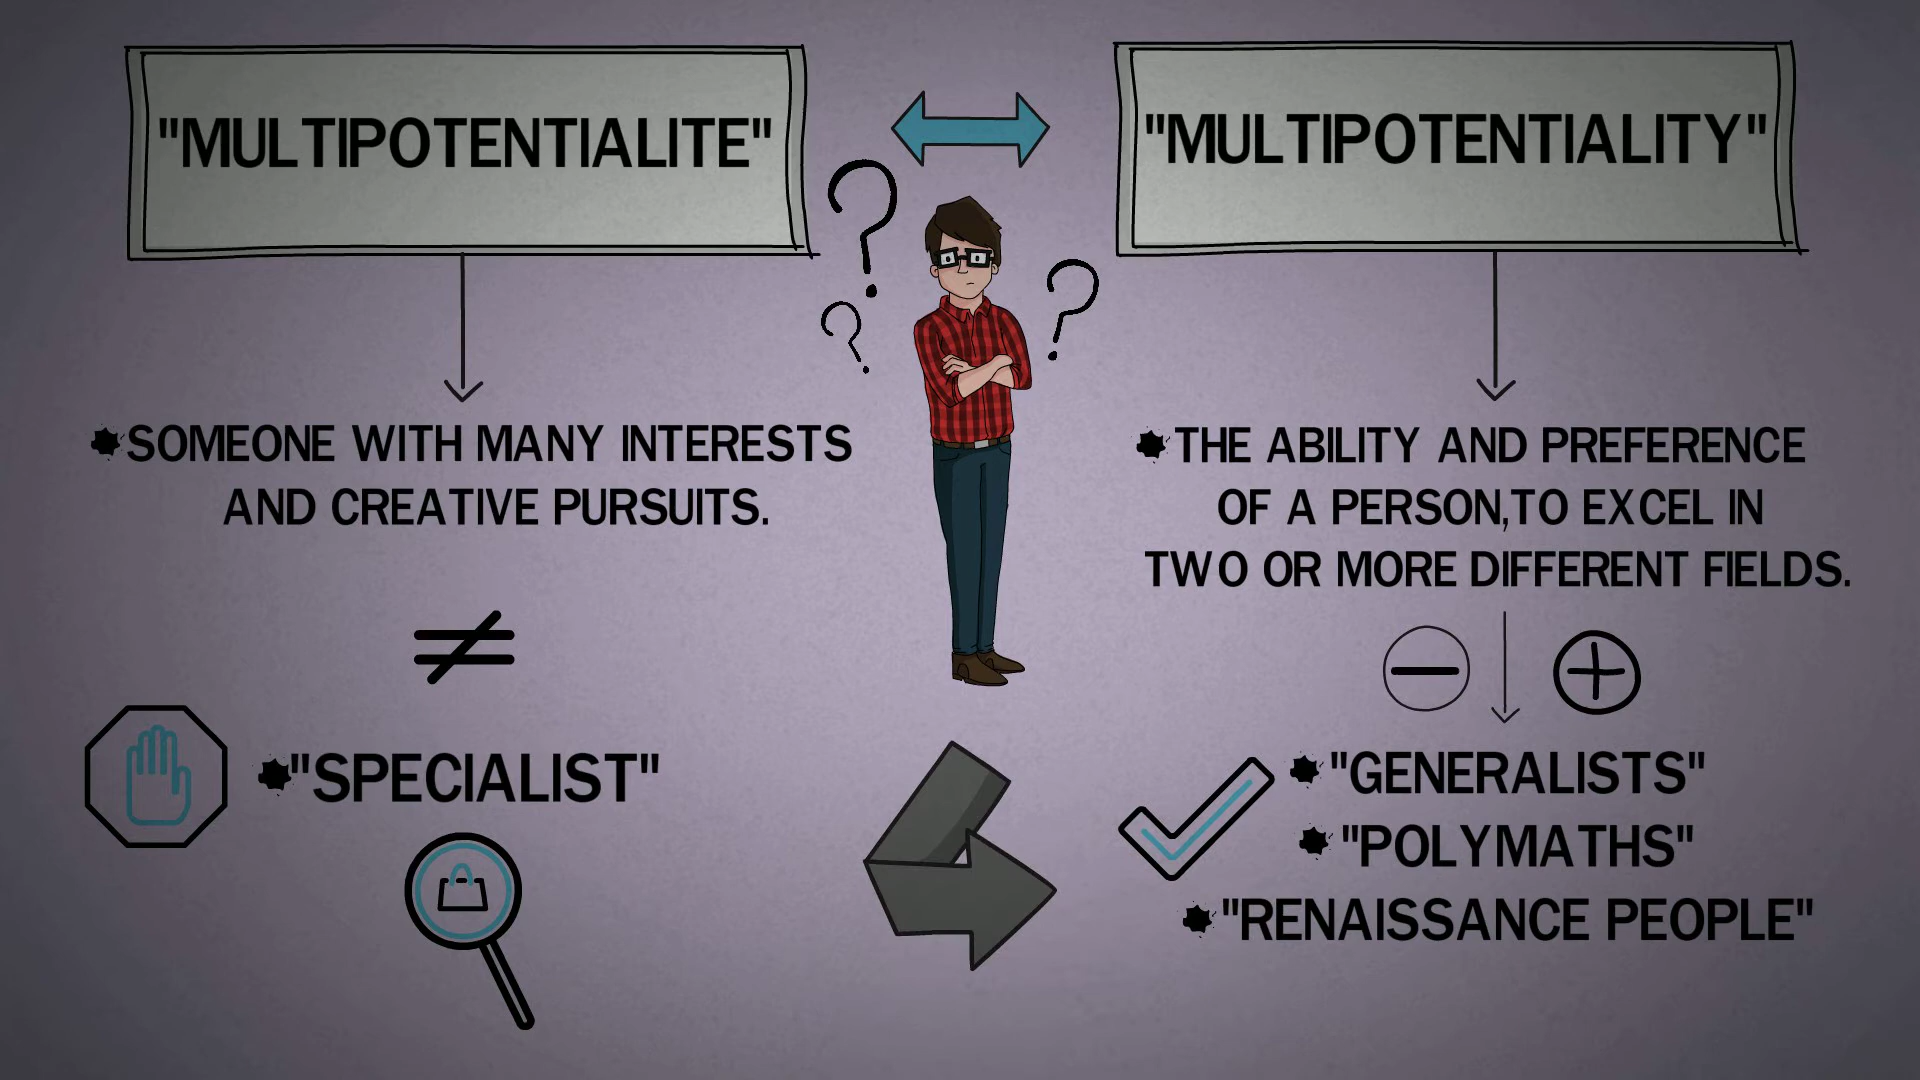 "MULTIPOTENTIALITE"
"MULTIPOTENTIALITY"
SOMEONE WITH MANY INTERESTS
AND CREATIVE PURSUITS.
THE ABILITY AND PREFERENCE
OF A PERSON,TO EXCEL IN
TWO OR MORE DIFFERENT FIELDS.
"SPECIALIST"
"GENERALISTS"
"POLYMATHS"
"RENAISSANCE PEOPLE"